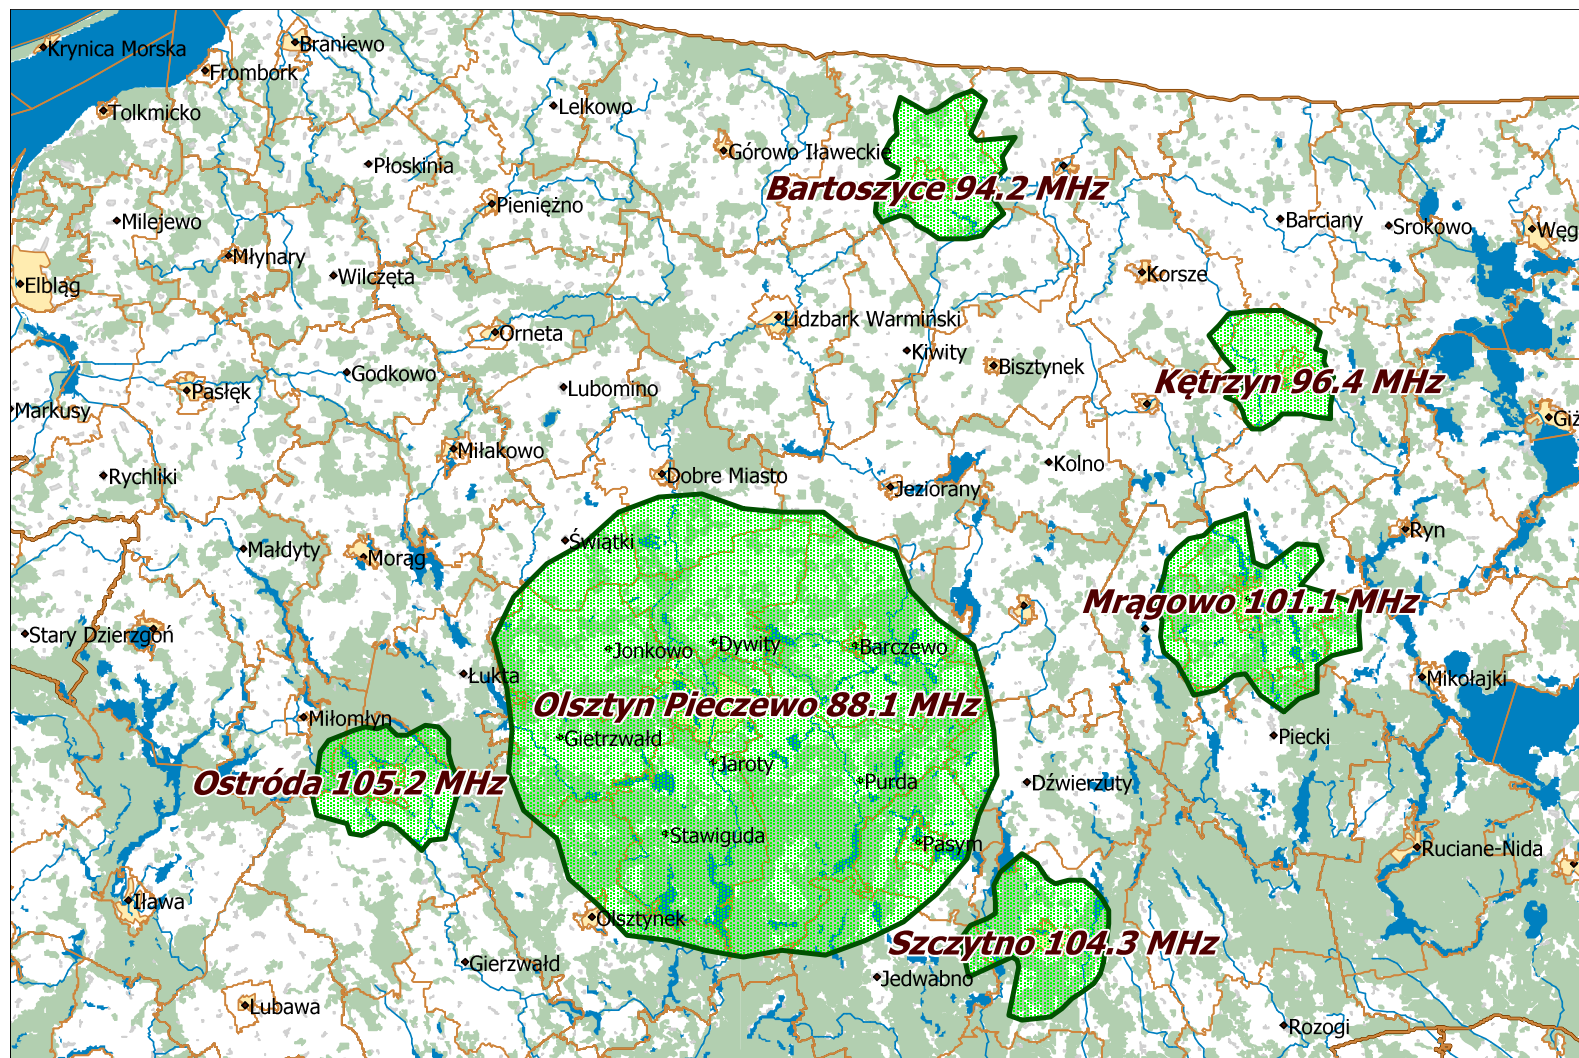 Krynica Morska
Braniewo
Frombork
Tolkmicko
Lelkowo
Płoskinia
Górowo Iławeckie
Bartoszyce 94.2 MHz
Pieniężno
Milejewo
Barciany
Srokowo
Węg
Młynary
Wilczęta
Korsze
Elbląg
Lidzbark Warmiński
Orneta
Kiwity
Bisztynek
Godkowo
Kętrzyn 96.4 MHz
Pasłęk
Lubomino
Markusy
Giż
Miłakowo
Kolno
Rychliki
Dobre Miasto
Jeziorany
Ryn
Świątki
Małdyty
Morąg
Mrągowo 101.1 MHz
Stary Dzierzgoń
Jonkowo
Dywity
Barczewo
Łukta
Mikołajki
Olsztyn Pieczewo 88.1 MHz
Miłomłyn
Gietrzwałd
Piecki
Jaroty
Ostróda 105.2 MHz
Purda
Dźwierzuty
Stawiguda
Pasym
Ruciane-Nida
Iława
Olsztynek
Szczytno 104.3 MHz
Gierzwałd
Jedwabno
Lubawa
Rozogi